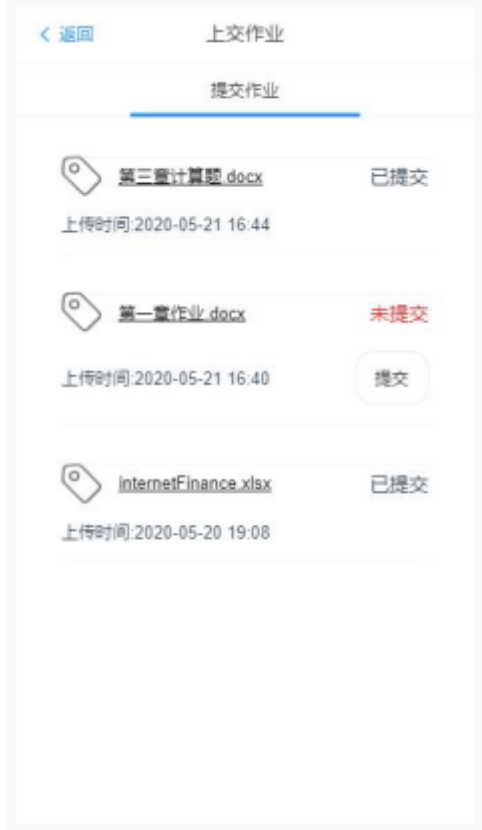 返回 上交作业
提交作业
第三章计算题.docx 已提交
上传时间:2020-05-21 16:44
第一章作业.docx 未提交
上传时间:2020-05-21 16:40 提交
internetFinance.xlsx 已提交
上传时间:2020-05-20 19:08